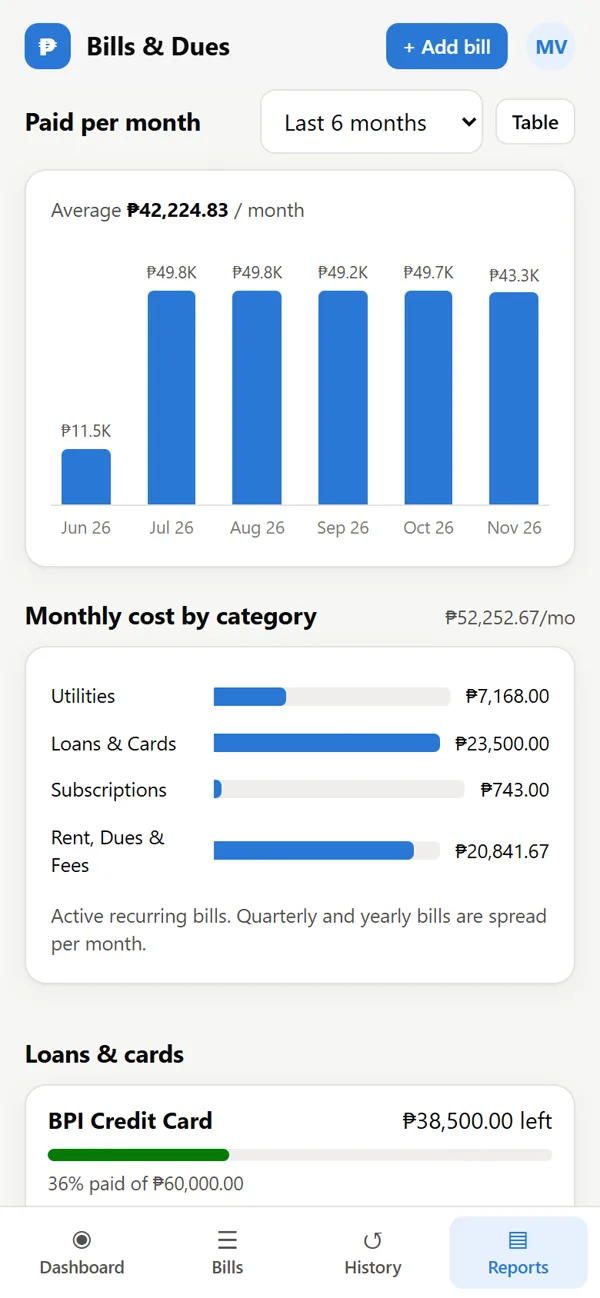 ₱ Bills & Dues + Add bill MV
Paid per month Last 6 months Table
Average ₱42,224.83 / month
₱49.8K ₱49.8K ₱49.2K ₱49.7K ₱43.3K
₱11.5K
Jun 26 Jul 26 Aug 26 Sep 26 Oct 26 Nov 26
Monthly cost by category ₱52,252.67/mo
Utilities ₱7,168.00
Loans & Cards ₱23,500.00
Subscriptions ₱743.00
Rent, Dues &
Fees ₱20,841.67
Active recurring bills. Quarterly and yearly bills are spread
per month.
Loans & cards
BPI Credit Card ₱38,500.00 left
36% paid of ₱60,000.00
Dashboard Bills History Reports